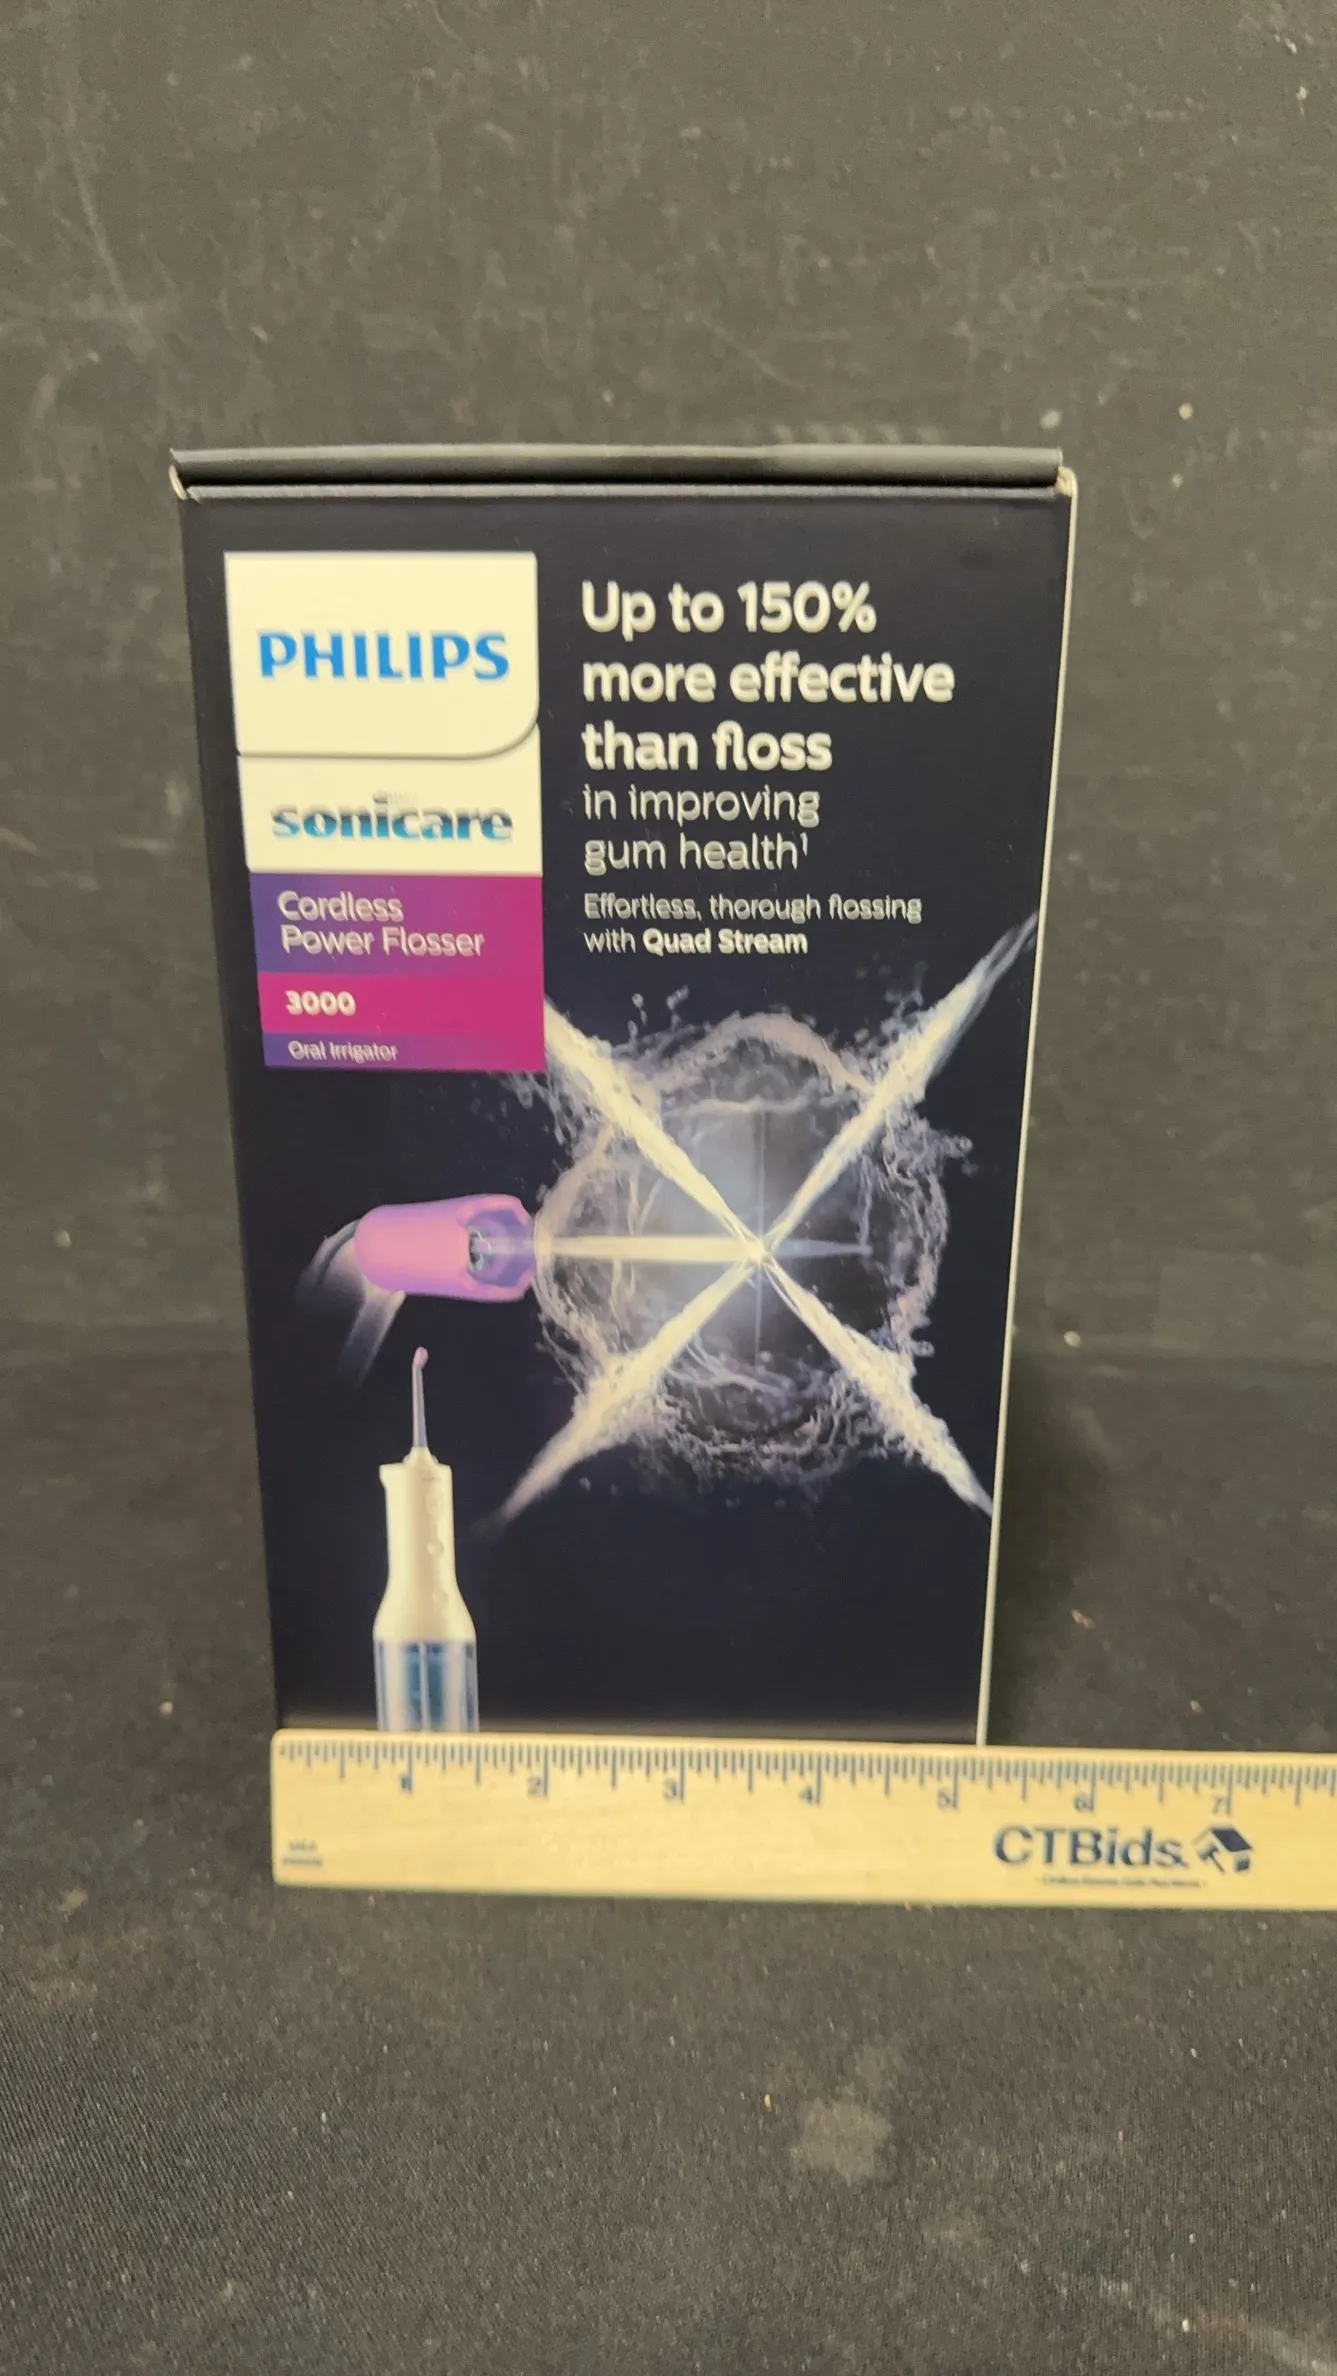 PHILIPS
sonicare
Cordless
Power Flosser
3000
Oral Irrigator
Up to 150%
more effective
than floss
in improving
gum health¹
Effortless, thorough flossing
with Quad Stream
1 2 3 4 5 6 7
CTBids